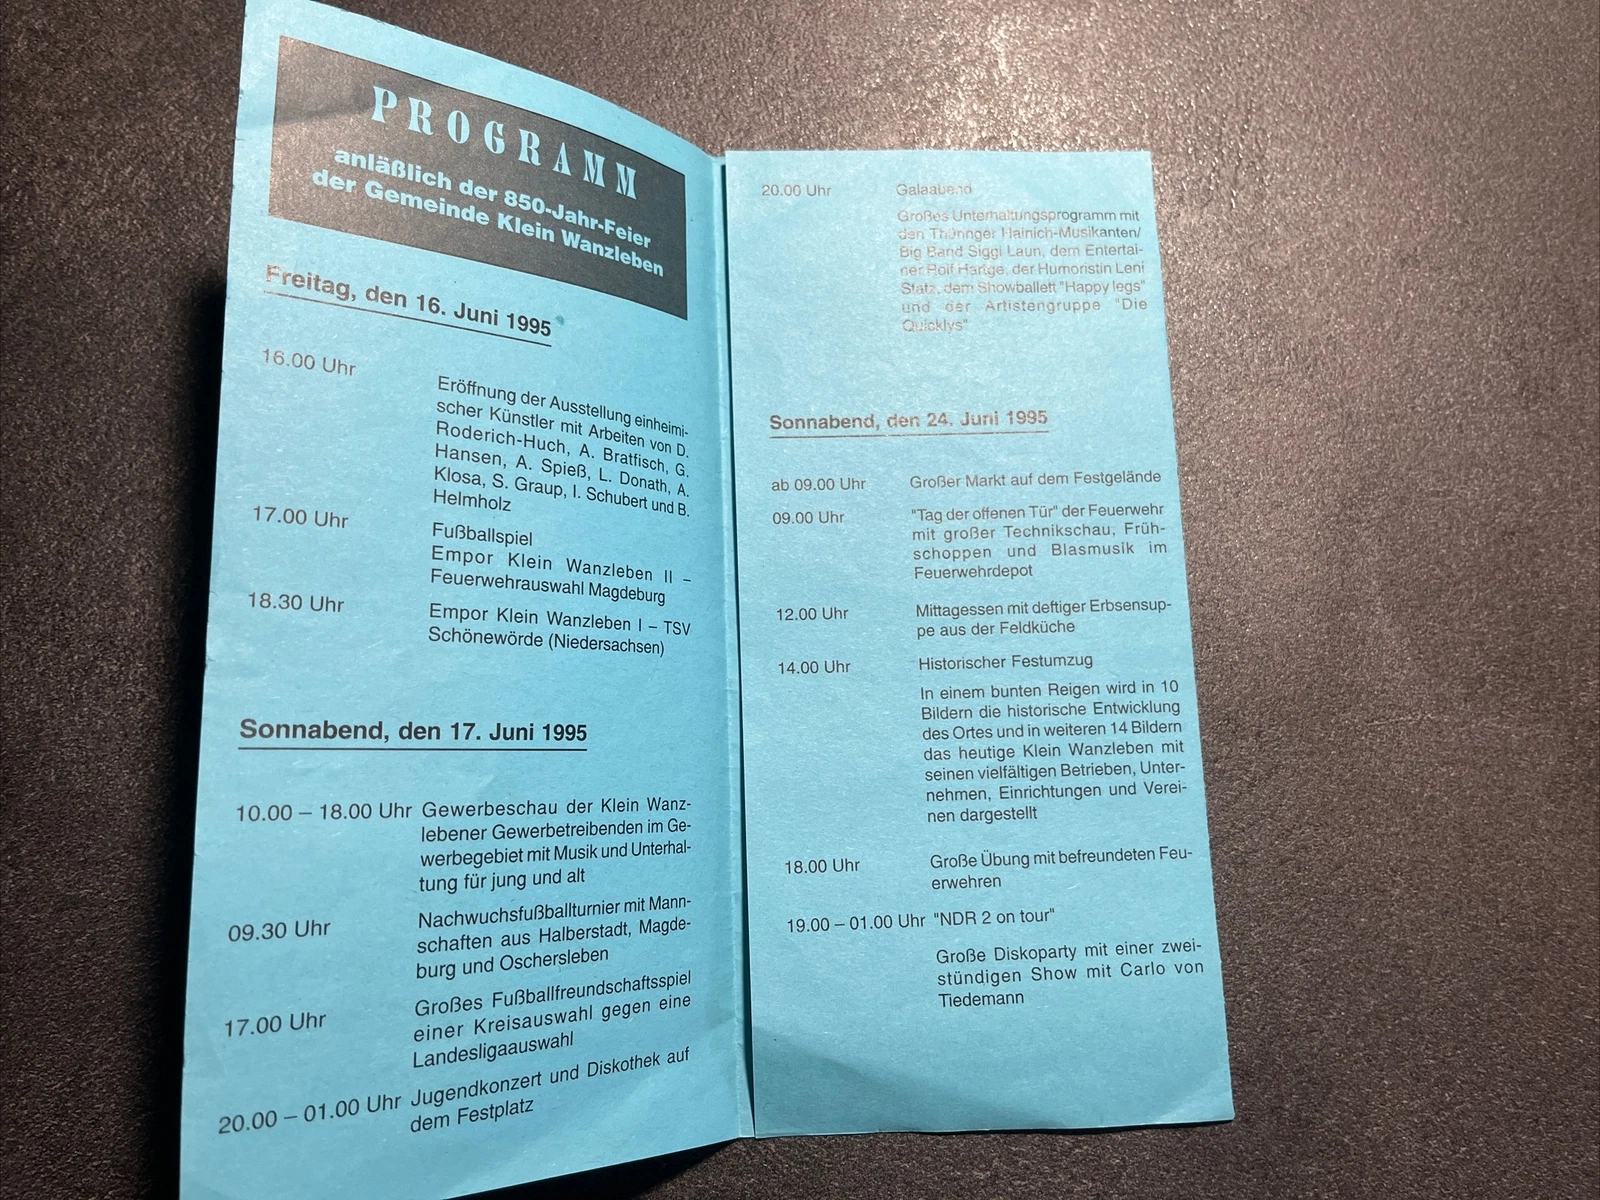 PROGRAMM
anläßlich der 850-Jahr-Feier
der Gemeinde Klein Wanzleben
Freitag, den 16. Juni 1995
16.00 Uhr
Eröffnung der Ausstellung einheimi-
scher Künstler mit Arbeiten von D.
Roderich-Huch, A. Bratfisch, G.
Hansen, A. Spieß, L. Donath, A.
Klosa, S. Graup, I. Schubert und B.
Helmholz
17.00 Uhr
Fußballspiel
Empor Klein Wanzleben II –
Feuerwehrauswahl Magdeburg
18.30 Uhr
Empor Klein Wanzleben I – TSV
Schönewörde (Niedersachsen)
Sonnabend, den 17. Juni 1995
10.00 – 18.00 Uhr Gewerbeschau der Klein Wanz-
lebener Gewerbetreibenden im Ge-
werbegebiet mit Musik und Unterhal-
tung für jung und alt
09.30 Uhr Nachwuchsfußballturnier mit Mann-
schaften aus Halberstadt, Magde-
burg und Oschersleben
17.00 Uhr Großes Fußballfreundschaftsspiel
einer Kreisauswahl gegen eine
Landesligaauswahl
20.00 – 01.00 Uhr Jugendkonzert und Diskothek auf
dem Festplatz
20.00 Uhr Galaabend
Großes Unterhaltungsprogramm mit
den Thüringer Hainich-Musikanten/
Big Band Siggi Laun, dem Entertai-
ner Rolf Hartge, der Humoristin Leni
Statz, dem Showballett "Happy legs"
und der Artistengruppe "Die
Quicklys"
Sonnabend, den 24. Juni 1995
ab 09.00 Uhr Großer Markt auf dem Festgelände
09.00 Uhr "Tag der offenen Tür" der Feuerwehr
mit großer Technikschau, Früh-
schoppen und Blasmusik im
Feuerwehrdepot
12.00 Uhr Mittagessen mit deftiger Erbsensup-
pe aus der Feldküche
14.00 Uhr Historischer Festumzug
In einem bunten Reigen wird in 10
Bildern die historische Entwicklung
des Ortes und in weiteren 14 Bildern
das heutige Klein Wanzleben mit
seinen vielfältigen Betrieben, Unter-
nehmen, Einrichtungen und Verei-
nen dargestellt
18.00 Uhr Große Übung mit befreundeten Feu-
erwehren
19.00 – 01.00 Uhr "NDR 2 on tour"
Große Diskoparty mit einer zwei-
stündigen Show mit Carlo von
Tiedemann